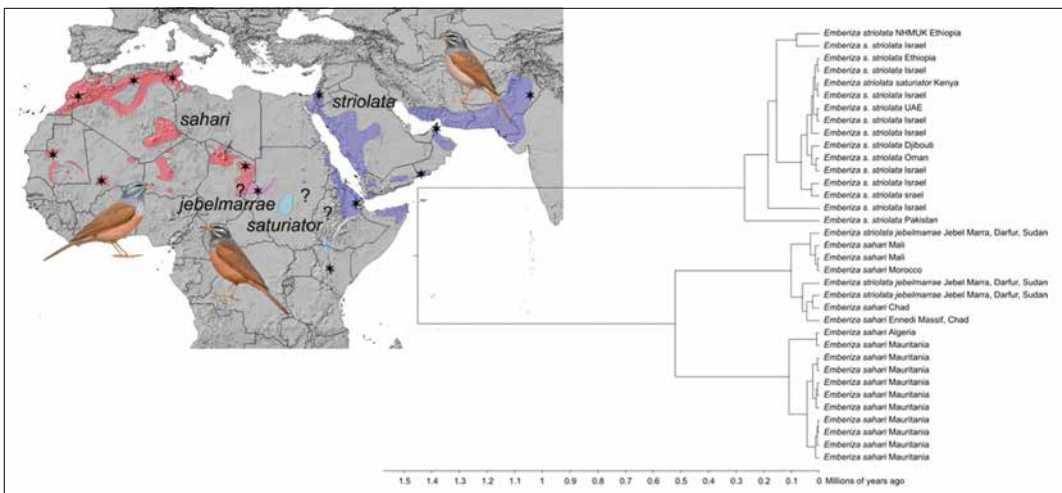 sahari
striolata
?
?
?
jebelmarrae
saturiator
Emberiza striolata NHMUK Ethiopia
Emberiza s. striolata Israel
Emberiza s. striolata Ethiopia
Emberiza s. striolata Israel
Emberiza striolata saturiator Kenya
Emberiza s. striolata Israel
Emberiza s. striolata UAE
Emberiza s. striolata Israel
Emberiza s. striolata Israel
Emberiza s. striolata Djibouti
Emberiza s. striolata Oman
Emberiza s. striolata Israel
Emberiza s. striolata Israel
Emberiza s. striolata srael
Emberiza s. striolata Israel
Emberiza s. striolata Pakistan
Emberiza striolata jebelmarrae Jebel Marra, Darfur, Sudan
Emberiza sahari Mali
Emberiza sahari Mali
Emberiza sahari Morocco
Emberiza striolata jebelmarrae Jebel Marra, Darfur, Sudan
Emberiza striolata jebelmarrae Jebel Marra, Darfur, Sudan
Emberiza sahari Chad
Emberiza sahari Ennedi Massif, Chad
Emberiza sahari Algeria
Emberiza sahari Mauritania
Emberiza sahari Mauritania
Emberiza sahari Mauritania
Emberiza sahari Mauritania
Emberiza sahari Mauritania
Emberiza sahari Mauritania
Emberiza sahari Mauritania
Emberiza sahari Mauritania
Emberiza sahari Mauritania
Emberiza sahari Mauritania
1.5 1.4 1.3 1.2 1.1 1 0.9 0.8 0.7 0.6 0.5 0.4 0.3 0.2 0.1 0 Millions of years ago